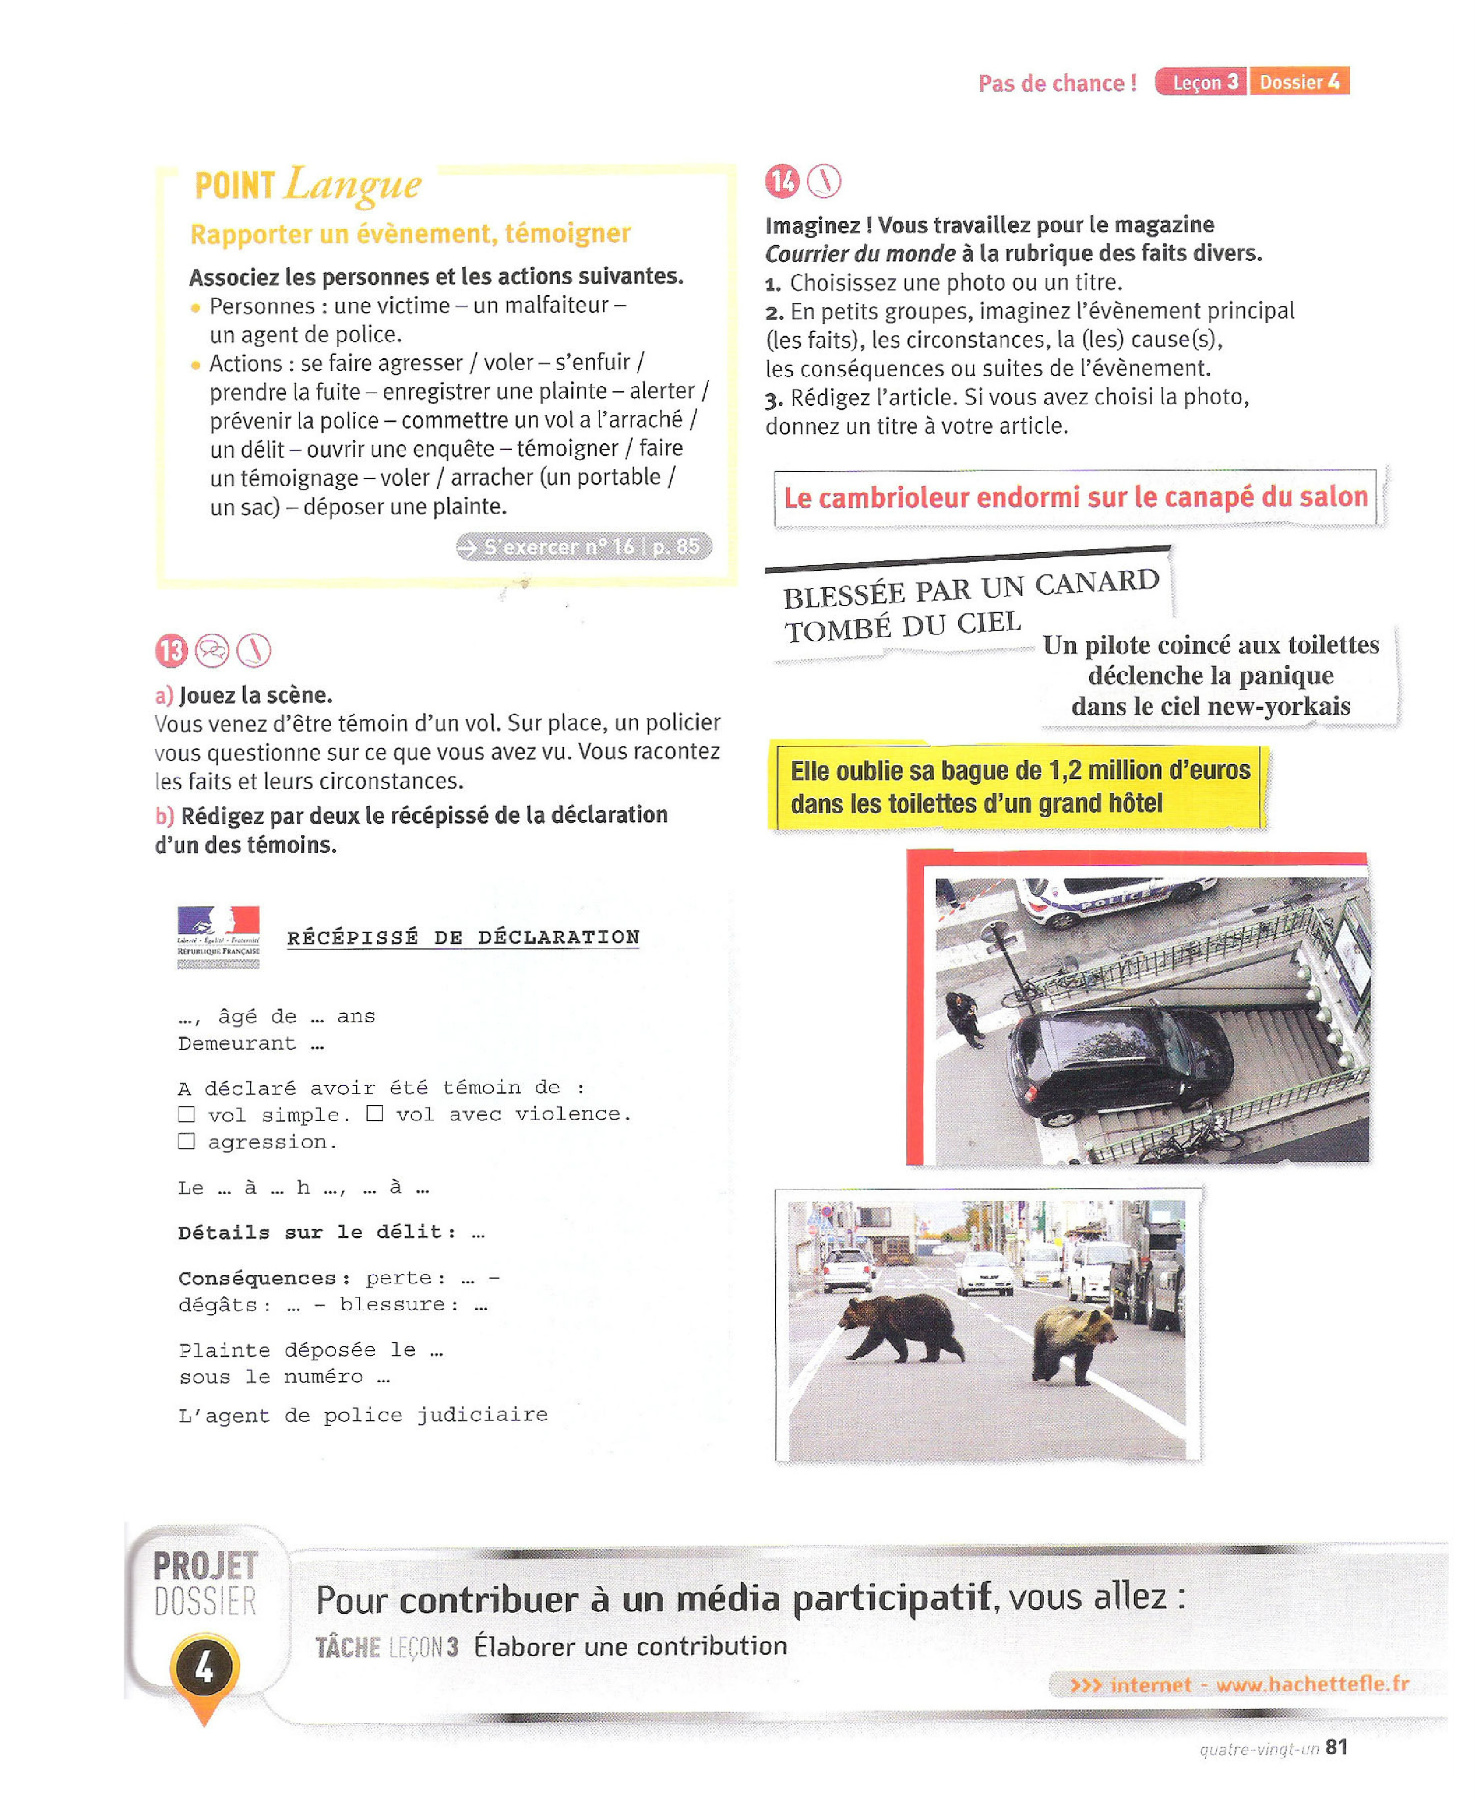 Pas de chance ! Leçon 3 Dossier 4
POINT Langue
Rapporter un évènement, témoigner
Associez les personnes et les actions suivantes.
• Personnes : une victime – un malfaiteur –
un agent de police.
• Actions : se faire agresser / voler – s'enfuir /
prendre la fuite – enregistrer une plainte – alerter /
prévenir la police – commettre un vol a l'arraché /
un délit – ouvrir une enquête – témoigner / faire
un témoignage – voler / arracher (un portable /
un sac) – déposer une plainte.
→ S'exercer n° 16 | p. 85
13
a) Jouez la scène.
Vous venez d'être témoin d'un vol. Sur place, un policier
vous questionne sur ce que vous avez vu. Vous racontez
les faits et leurs circonstances.
b) Rédigez par deux le récépissé de la déclaration
d'un des témoins.
Liberté • Égalité • Fraternité
RÉPUBLIQUE FRANÇAISE
RÉCÉPISSÉ DE DÉCLARATION
…, âgé de … ans
Demeurant …
A déclaré avoir été témoin de :
☐ vol simple. ☐ vol avec violence.
☐ agression.
Le … à … h …, … à …
Détails sur le délit : …
Conséquences : perte : … –
dégâts : … – blessure : …
Plainte déposée le …
sous le numéro …
L'agent de police judiciaire
14
Imaginez ! Vous travaillez pour le magazine
Courrier du monde à la rubrique des faits divers.
1. Choisissez une photo ou un titre.
2. En petits groupes, imaginez l'évènement principal
(les faits), les circonstances, la (les) cause(s),
les conséquences ou suites de l'évènement.
3. Rédigez l'article. Si vous avez choisi la photo,
donnez un titre à votre article.
Le cambrioleur endormi sur le canapé du salon
BLESSÉE PAR UN CANARD
TOMBÉ DU CIEL
Un pilote coincé aux toilettes
déclenche la panique
dans le ciel new-yorkais
Elle oublie sa bague de 1,2 million d'euros
dans les toilettes d'un grand hôtel
POLICE
PROJET
DOSSIER
4
Pour contribuer à un média participatif, vous allez :
TÂCHE LEÇON 3 Élaborer une contribution
>>> internet - www.hachettefle.fr
quatre-vingt-un 81